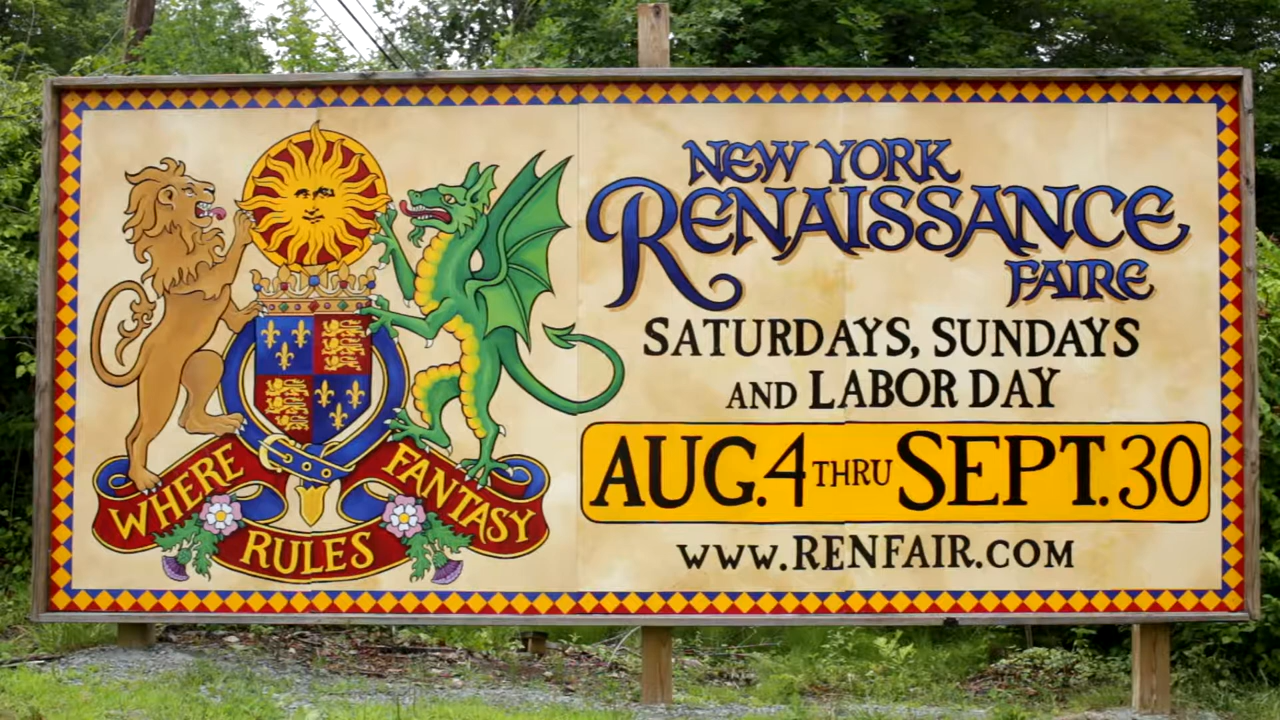 WHERE
RULES
FANTASY
NEW YORK
RENAISSANCE
FAIRE
SATURDAYS, SUNDAYS
AND LABOR DAY
AUG.4 THRU SEPT.30
WWW.RENFAIR.COM